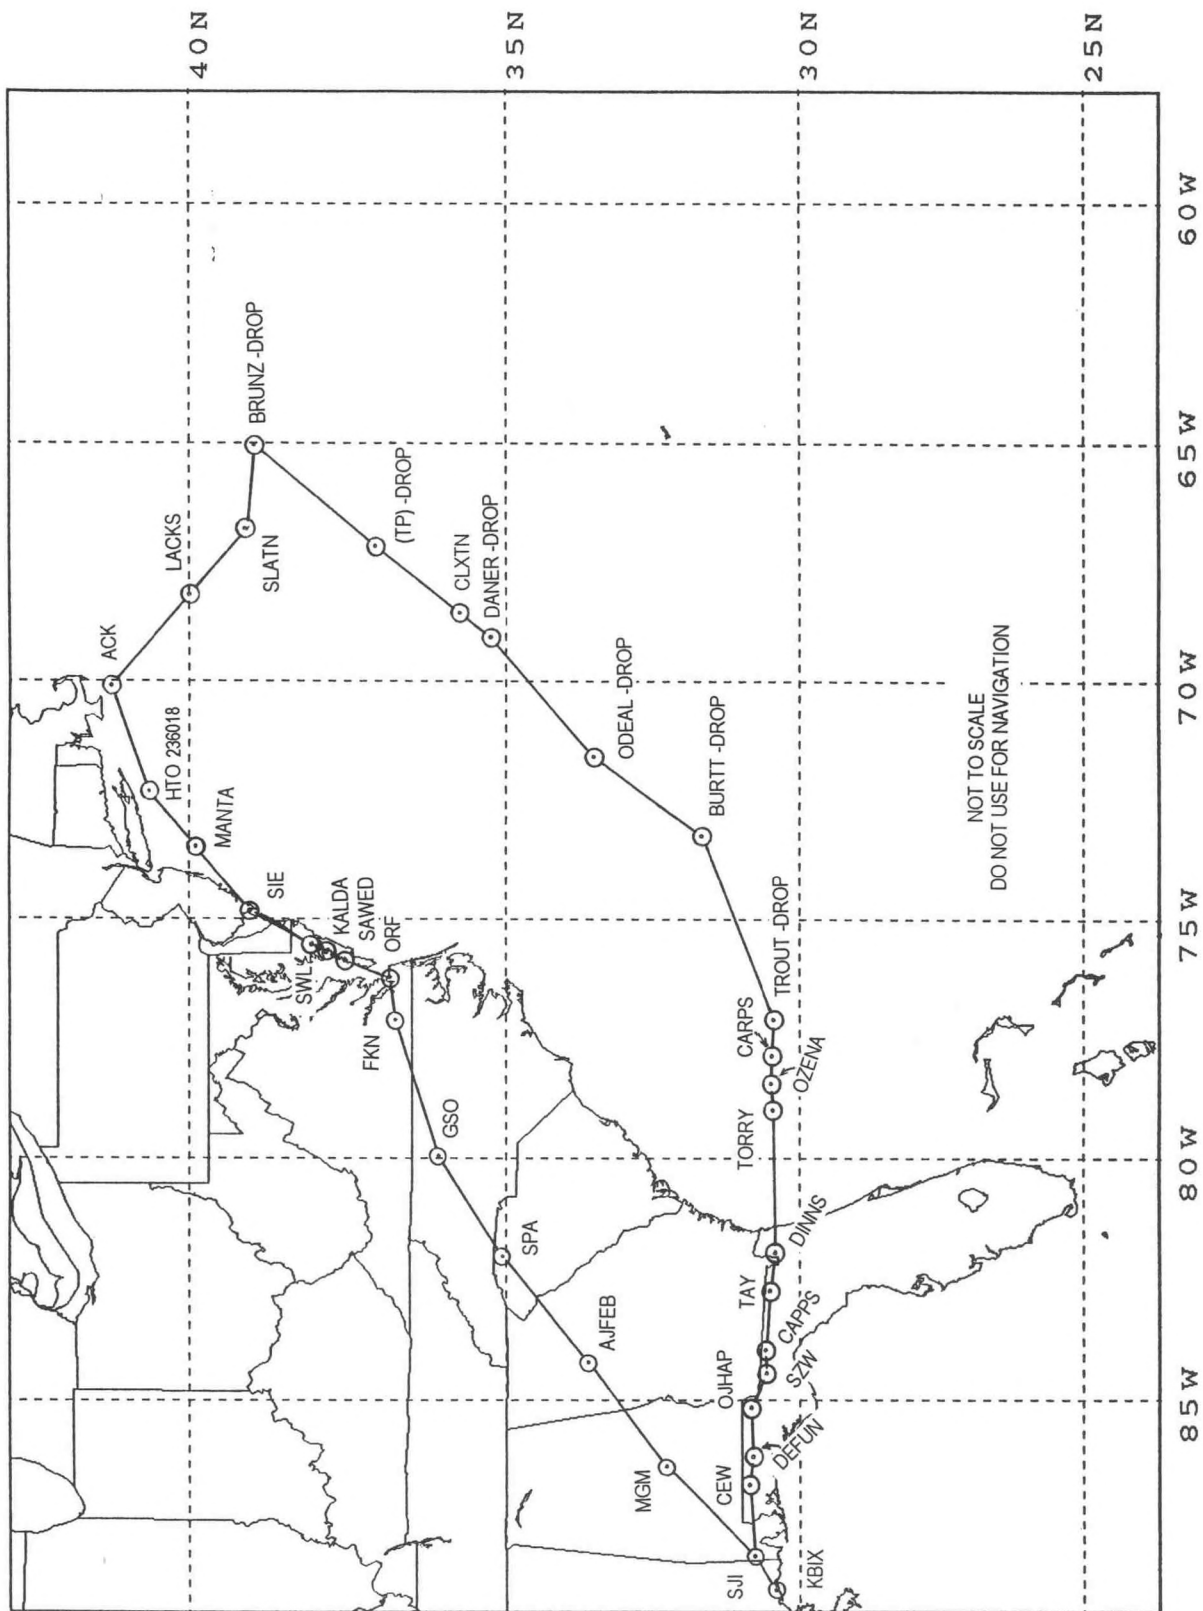 40N
35N
30N
25N
60W
65W
70W
75W
80W
85W
BRUNZ -DROP
LACKS
SLATN
(TP) -DROP
CLXTN
DANER -DROP
ACK
HTO 236018
MANTA
ODEAL -DROP
BURTT -DROP
NOT TO SCALE
DO NOT USE FOR NAVIGATION
SIE
KALDA
SAWED
ORF
SWL
FKN
TROUT -DROP
CARPS
OZENA
TORRY
GSO
SPA
DINNS
TAY
CAPPS
SZW
AJFEB
OJHAP
DEFUN
CEW
MGM
SJI
KBIX